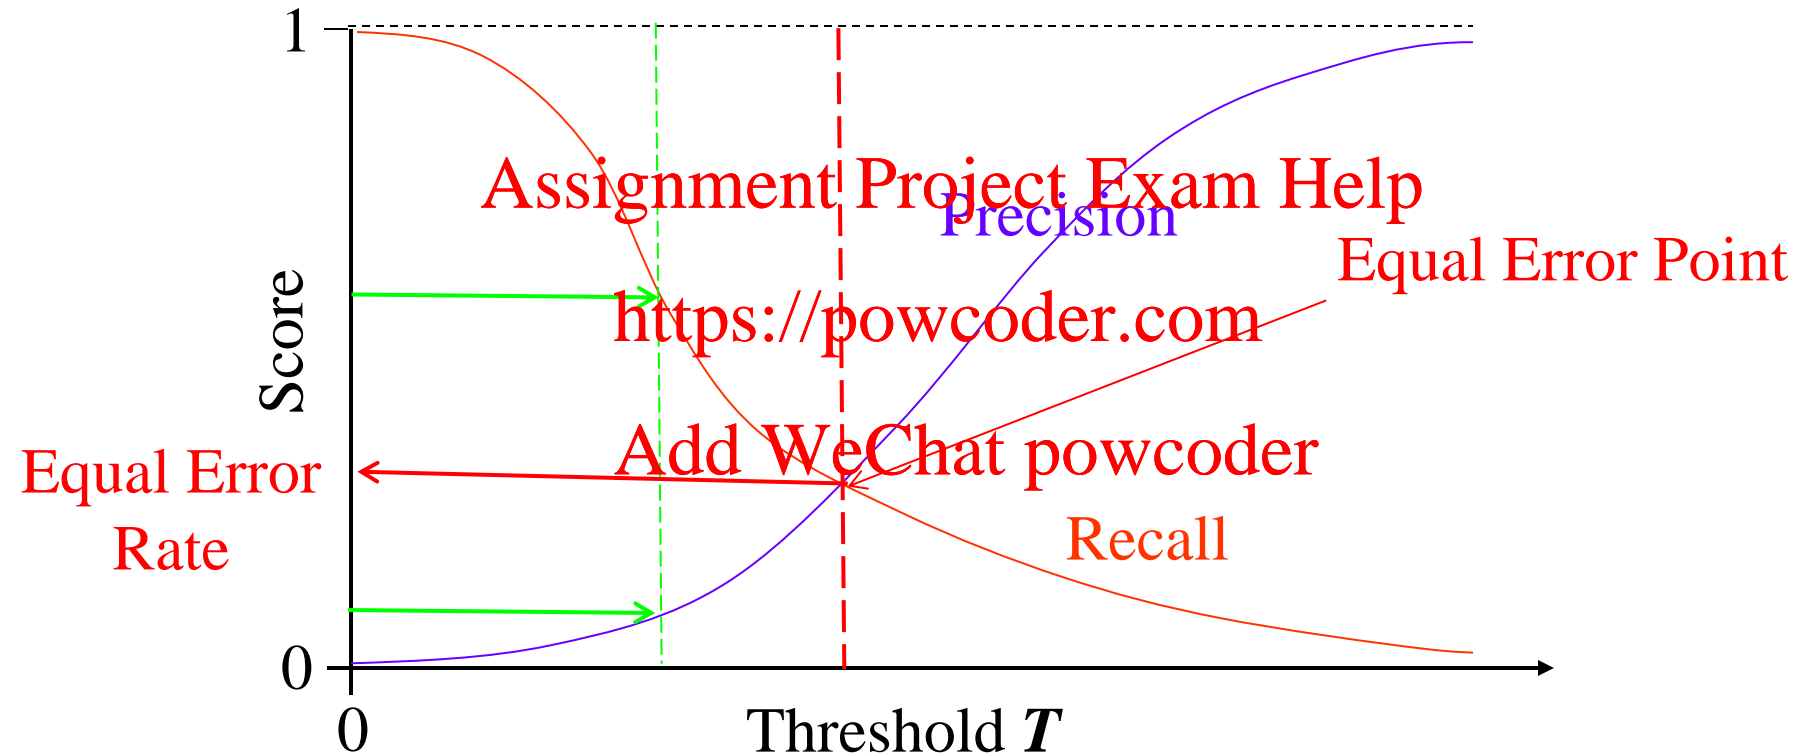 1
Assignment Project Exam Help
Precision
Equal Error Point
Score
https://powcoder.com
Add WeChat powcoder
Equal Error
Rate
Recall
0
0
Threshold T